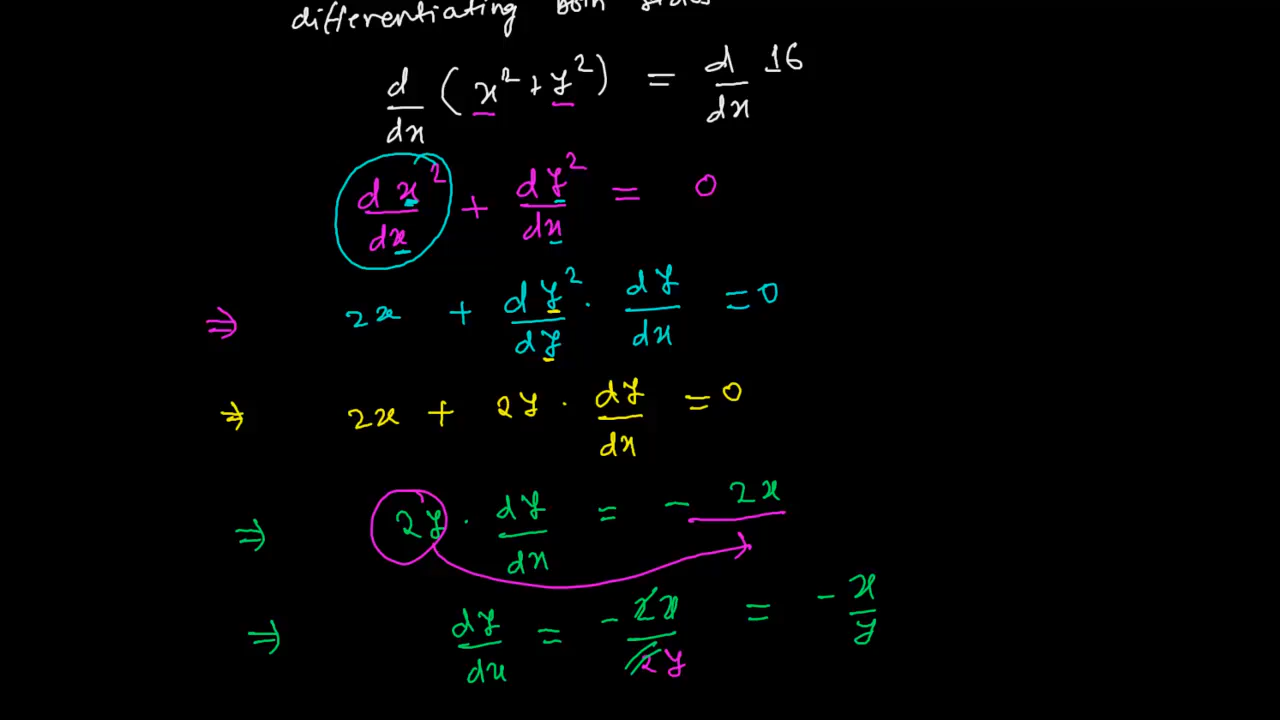 differentiating both sides
d/dx (x² + y²) = d/dx 16
dx²/dx + dy²/dx = 0
⇒ 2x + dy²/dy · dy/dx = 0
⇒ 2x + 2y · dy/dx = 0
⇒ 2y · dy/dx = - 2x
⇒ dy/dx = - 2x/2y = - x/y